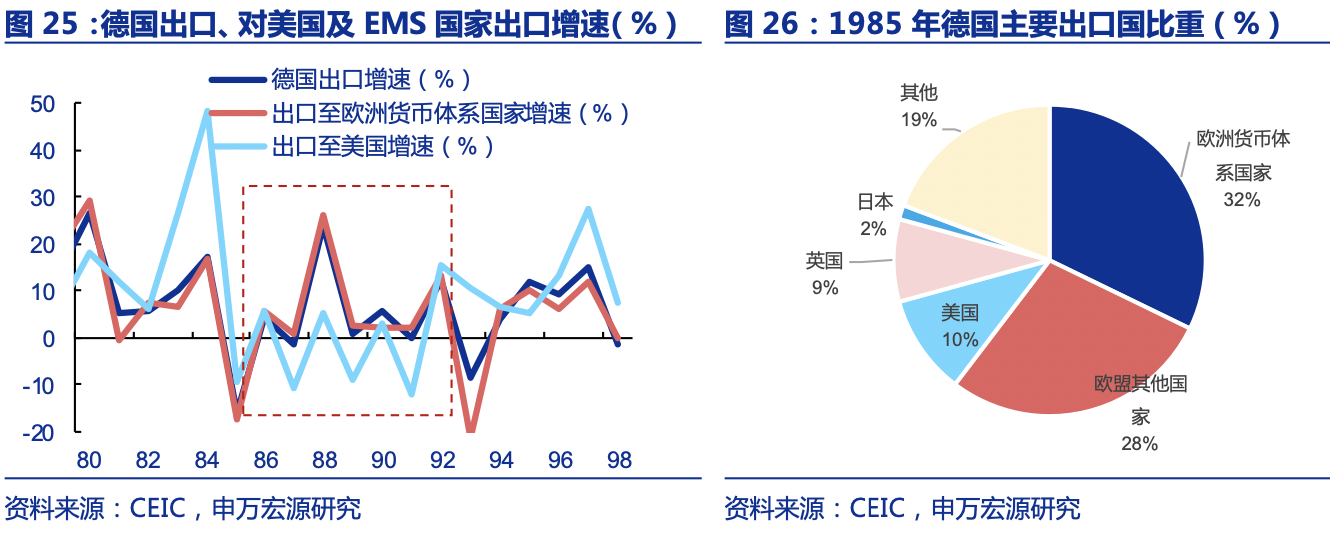 图 25：德国出口、对美国及 EMS 国家出口增速(%)
德国出口增速（%）
出口至欧洲货币体系国家增速（%）
出口至美国增速（%）
50
40
30
20
10
0
-10
-20
80 82 84 86 88 90 92 94 96 98
资料来源：CEIC，申万宏源研究
图 26：1985 年德国主要出口国比重（%）
其他
19%
欧洲货币体
系国家
32%
日本
2%
英国
9%
美国
10%
欧盟其他国
家
28%
资料来源：CEIC，申万宏源研究